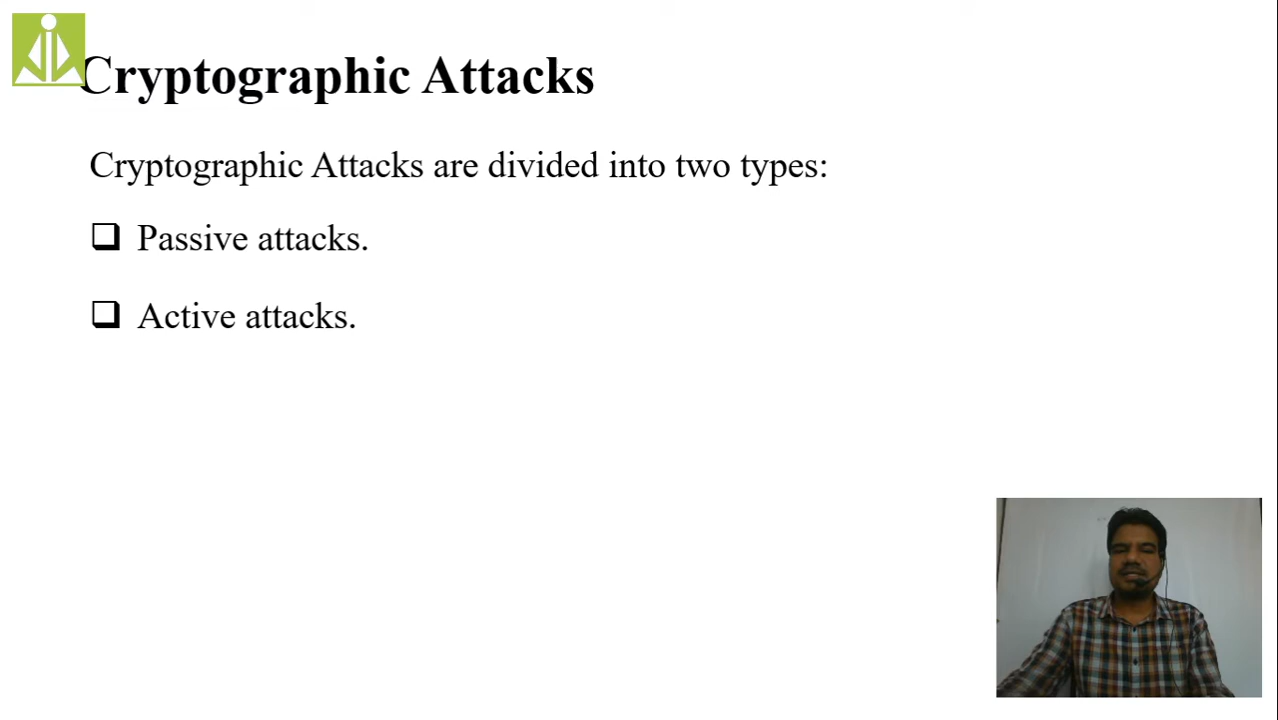 Cryptographic Attacks
Cryptographic Attacks are divided into two types:
❑ Passive attacks.
❑ Active attacks.